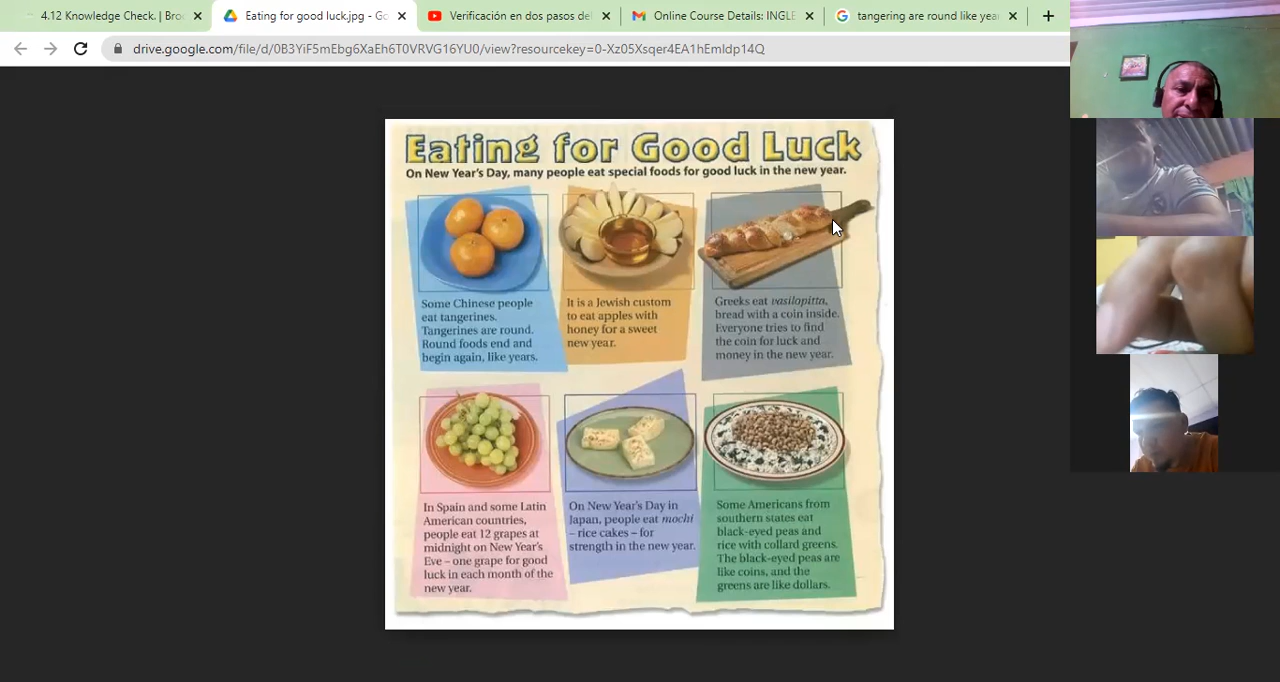 4.12 Knowledge Check. | Bro
Eating for good luck.jpg - Go
Verificación en dos pasos de
Online Course Details: INGLE
tangering are round like yea
drive.google.com/file/d/0B3YiF5mEbg6XaEh6T0VRVG16YU0/view?resourcekey=0-Xz05Xsqer4EA1hEmIdp14Q
Eating for Good Luck
On New Year's Day, many people eat special foods for good luck in the new year.
Some Chinese people
eat tangerines.
Tangerines are round.
Round foods end and
begin again, like years.
It is a Jewish custom
to eat apples with
honey for a sweet
new year.
Greeks eat vasilopitta,
bread with a coin inside.
Everyone tries to find
the coin for luck and
money in the new year.
In Spain and some Latin
American countries,
people eat 12 grapes at
midnight on New Year's
Eve – one grape for good
luck in each month of the
new year.
On New Year's Day in
Japan, people eat mochi
– rice cakes – for
strength in the new year.
Some Americans from
southern states eat
black-eyed peas and
rice with collard greens.
The black-eyed peas are
like coins, and the
greens are like dollars.